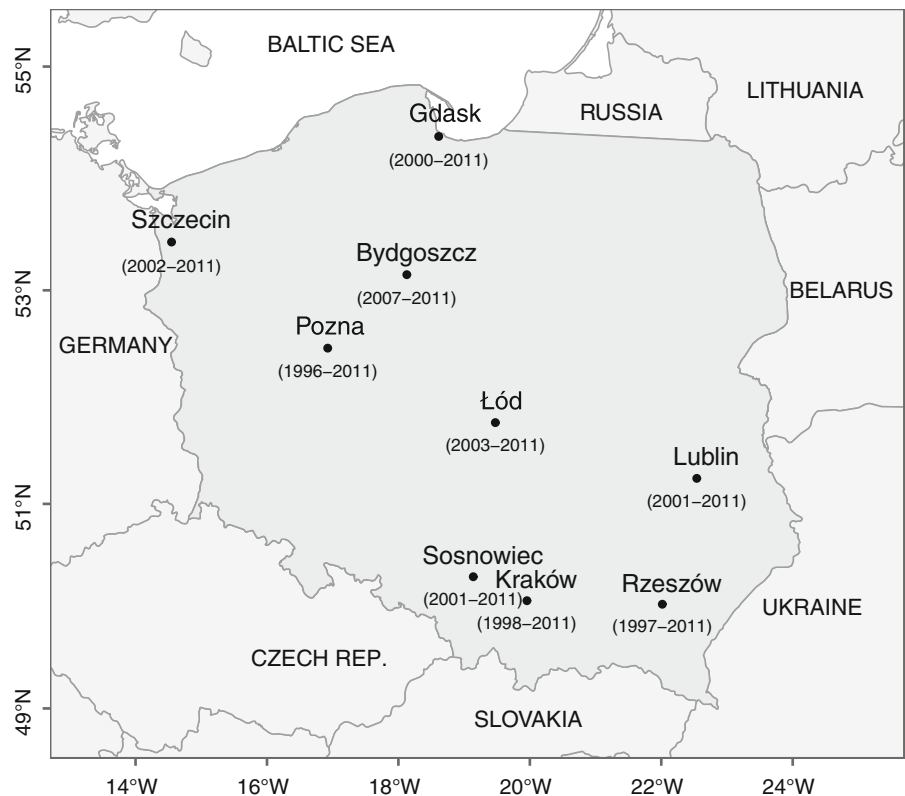 BALTIC SEA
55°N
LITHUANIA
RUSSIA
Gdask
(2000–2011)
Szczecin
(2002–2011)
Bydgoszcz
(2007–2011)
53°N
BELARUS
Pozna
(1996–2011)
GERMANY
Łód
(2003–2011)
Lublin
(2001–2011)
51°N
Sosnowiec
(2001–2011)
Kraków
(1998–2011)
Rzeszów
(1997–2011)
UKRAINE
CZECH REP.
49°N
SLOVAKIA
14°W 16°W 18°W 20°W 22°W 24°W